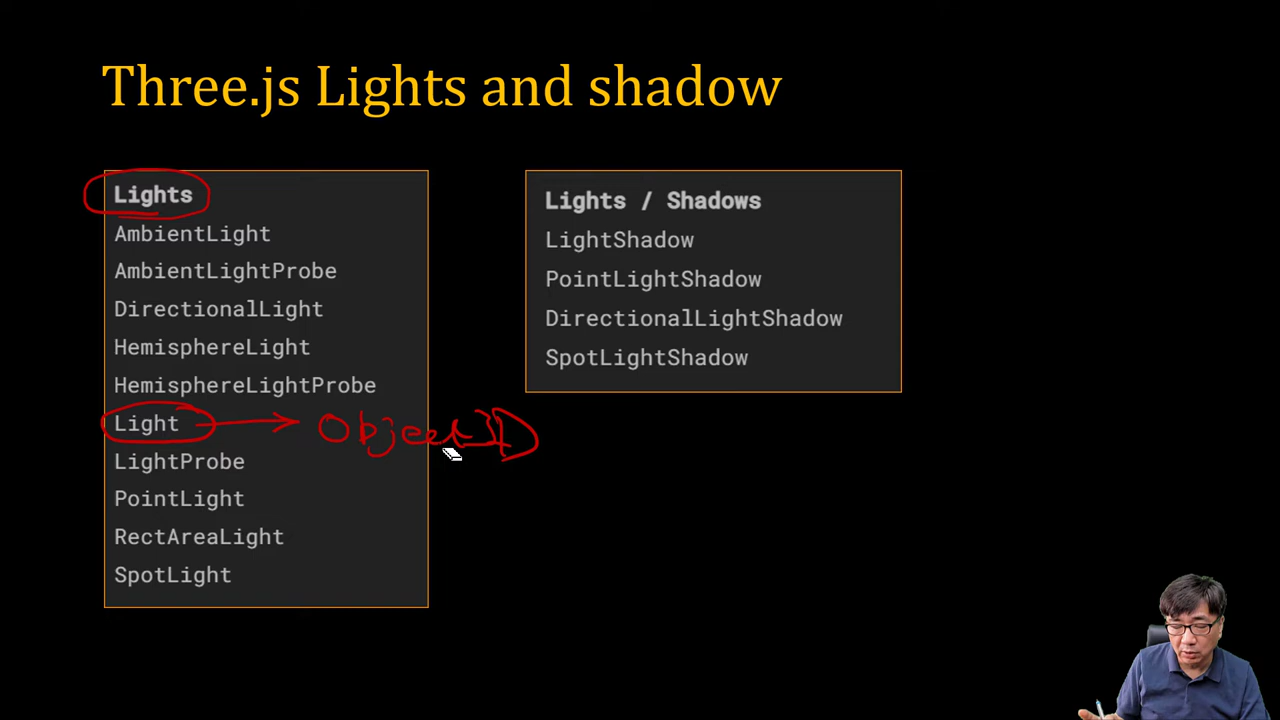 Three.js Lights and shadow
Lights
AmbientLight
AmbientLightProbe
DirectionalLight
HemisphereLight
HemisphereLightProbe
Light
Object3D
LightProbe
PointLight
RectAreaLight
SpotLight
Lights / Shadows
LightShadow
PointLightShadow
DirectionalLightShadow
SpotLightShadow